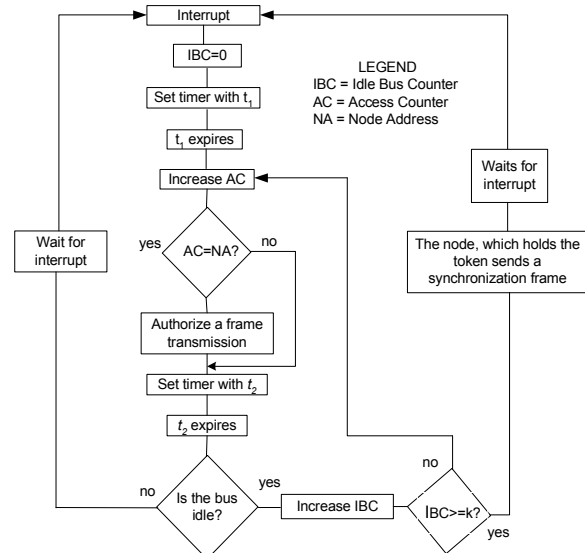 Interrupt
IBC=0
LEGEND
IBC = Idle Bus Counter
AC = Access Counter
NA = Node Address
Set timer with t1
t1 expires
Increase AC
Waits for
interrupt
yes
AC=NA?
no
Wait for
interrupt
The node, which holds the
token sends a
synchronization frame
Authorize a frame
transmission
Set timer with t2
t2 expires
no
Is the bus
idle?
yes
Increase IBC
no
IBC>=k?
yes